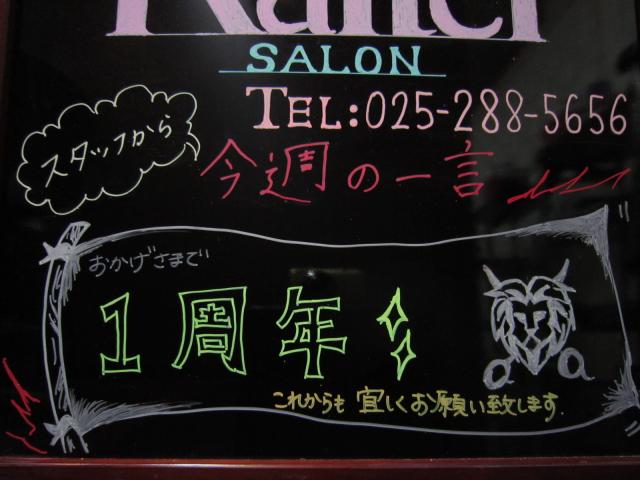 SALON
TEL:025-288-5656
スタッフから
今週の一言
おかげさまで
1周年
これからも宜しくお願い致します.